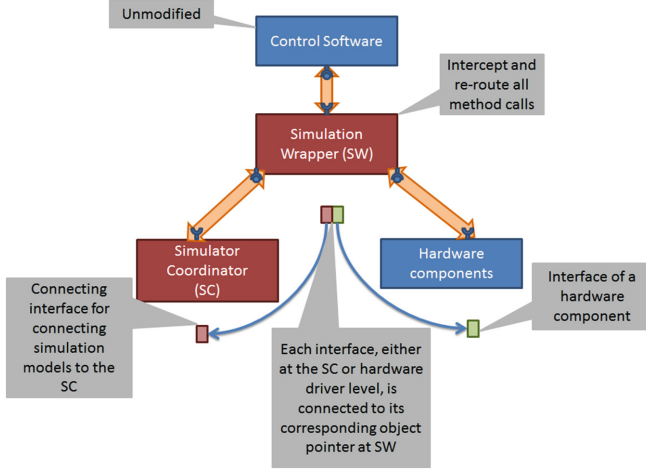 Unmodified
Control Software
Intercept and
re-route all
method calls
Simulation
Wrapper (SW)
Simulator
Coordinator
(SC)
Hardware
components
Connecting
interface for
connecting
simulation
models to the
SC
Each interface, either
at the SC or hardware
driver level, is
connected to its
corresponding object
pointer at SW
Interface of a
hardware
component